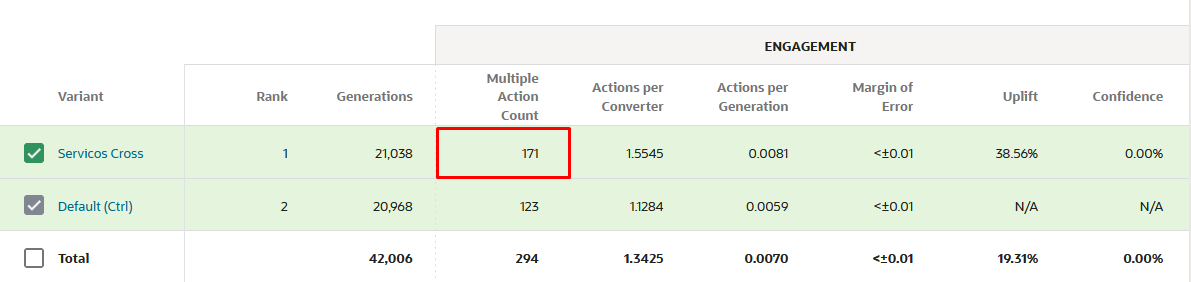 ENGAGEMENT
Variant Rank Generations Multiple Action Count Actions per Converter Actions per Generation Margin of Error Uplift Confidence
Servicos Cross 1 21,038 171 1.5545 0.0081 <±0.01 38.56% 0.00%
Default (Ctrl) 2 20,968 123 1.1284 0.0059 <±0.01 N/A N/A
Total 42,006 294 1.3425 0.0070 <±0.01 19.31% 0.00%